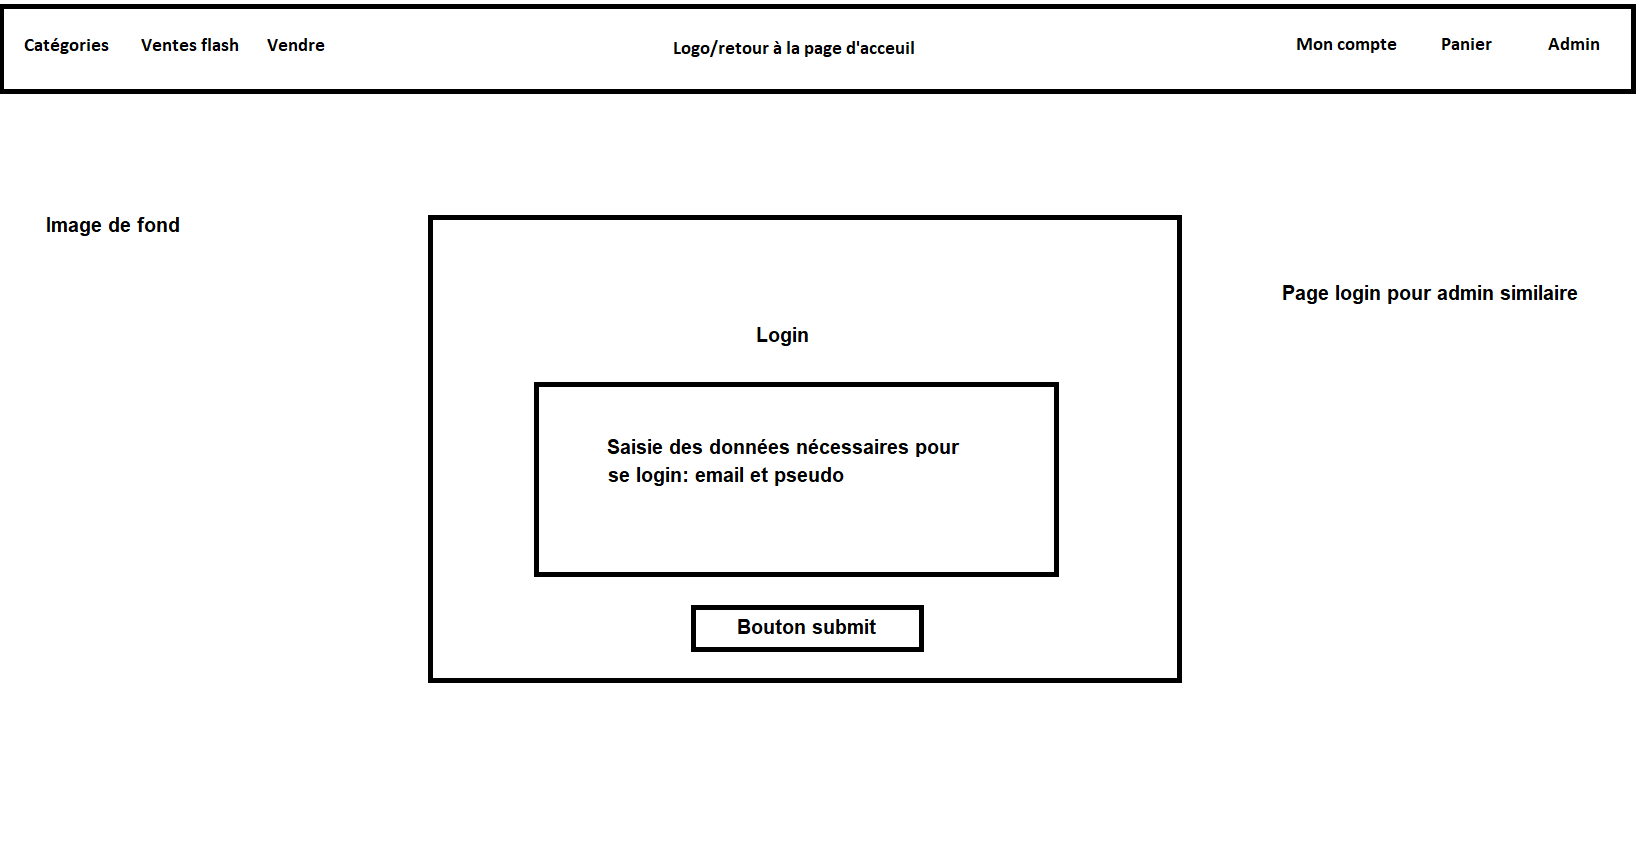 Catégories Ventes flash Vendre Logo/retour à la page d'acceuil Mon compte Panier Admin
Image de fond
Page login pour admin similaire
Login
Saisie des données nécessaires pour
se login: email et pseudo
Bouton submit